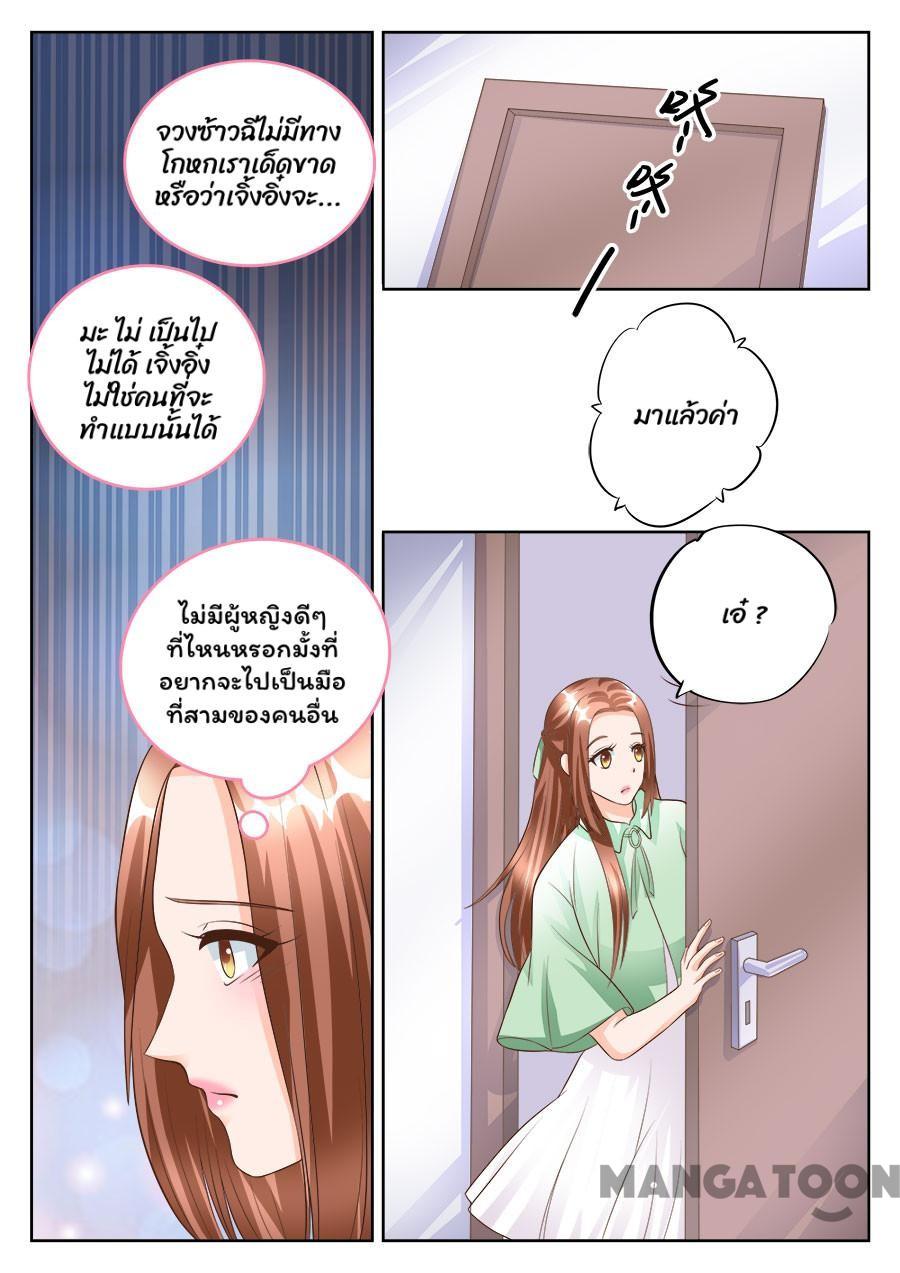 จวงซ้าวฉีไม่มีทาง
โกหกเราเด็ดขาด
หรือว่าเจิ้งอิ๋งจะ...
มะ ไม่ เป็นไป
ไม่ได้ เจิ้งอิ๋ง
ไม่ใช่คนที่จะ
ทำแบบนั้นได้
ไม่มีผู้หญิงดีๆ
ที่ไหนหรอกมั้งที่
อยากจะไปเป็นมือ
ที่สามของคนอื่น
咚
咚
มาแล้วค่า
เอ๋ ?
MANGATOON